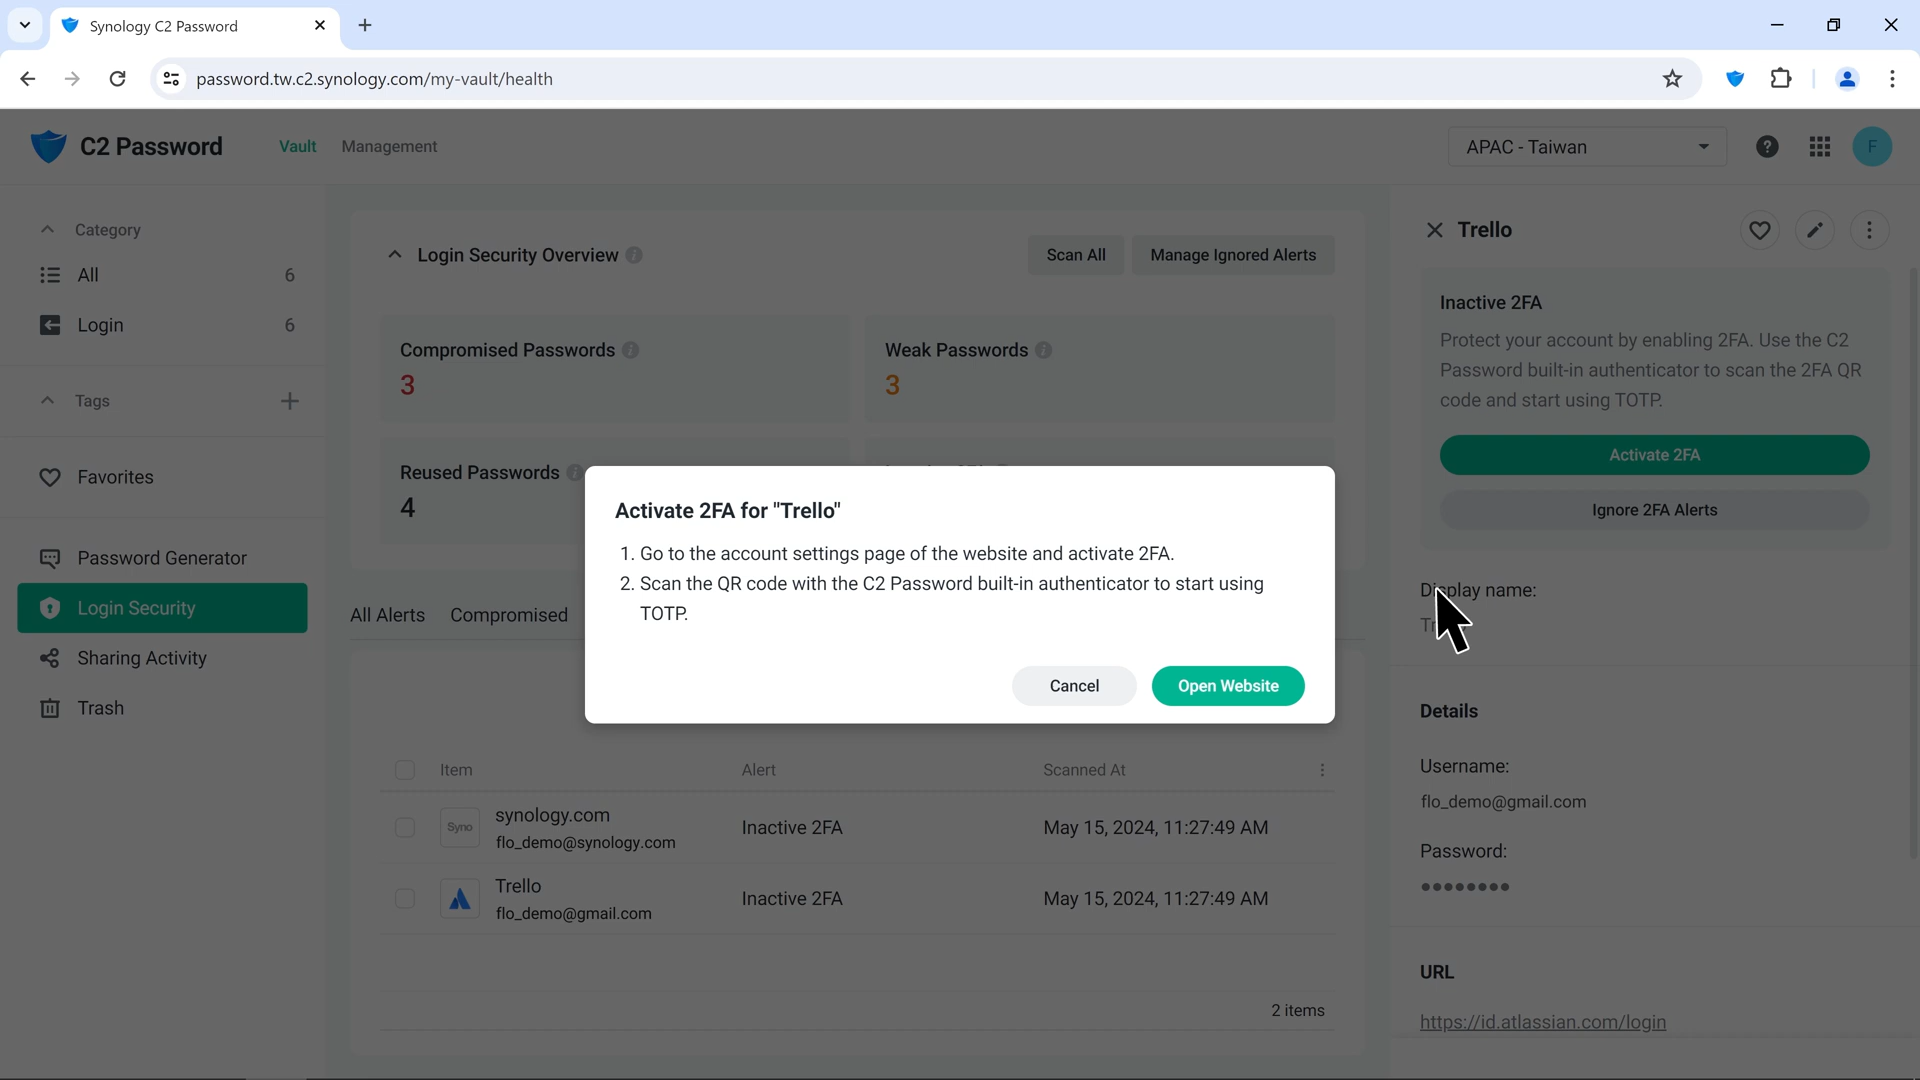 Synology C2 Password
password.tw.c2.synology.com/my-vault/health
C2 Password
Vault
Management
APAC - Taiwan
F
Category
All
6
Login
6
Tags
Favorites
Password Generator
Login Security
Sharing Activity
Trash
Login Security Overview
Scan All
Manage Ignored Alerts
Compromised Passwords
3
Weak Passwords
3
Reused Passwords
4
All Alerts
Compromised
Activate 2FA for "Trello"
1. Go to the account settings page of the website and activate 2FA.
2. Scan the QR code with the C2 Password built-in authenticator to start using
TOTP.
Cancel
Open Website
Item
Alert
Scanned At
Syno
synology.com
flo_demo@synology.com
Inactive 2FA
May 15, 2024, 11:27:49 AM
Trello
flo_demo@gmail.com
Inactive 2FA
May 15, 2024, 11:27:49 AM
2 items
Trello
Inactive 2FA
Protect your account by enabling 2FA. Use the C2
Password built-in authenticator to scan the 2FA QR
code and start using TOTP.
Activate 2FA
Ignore 2FA Alerts
Display name:
Details
Username:
flo_demo@gmail.com
Password:
••••••••
URL
https://id.atlassian.com/login